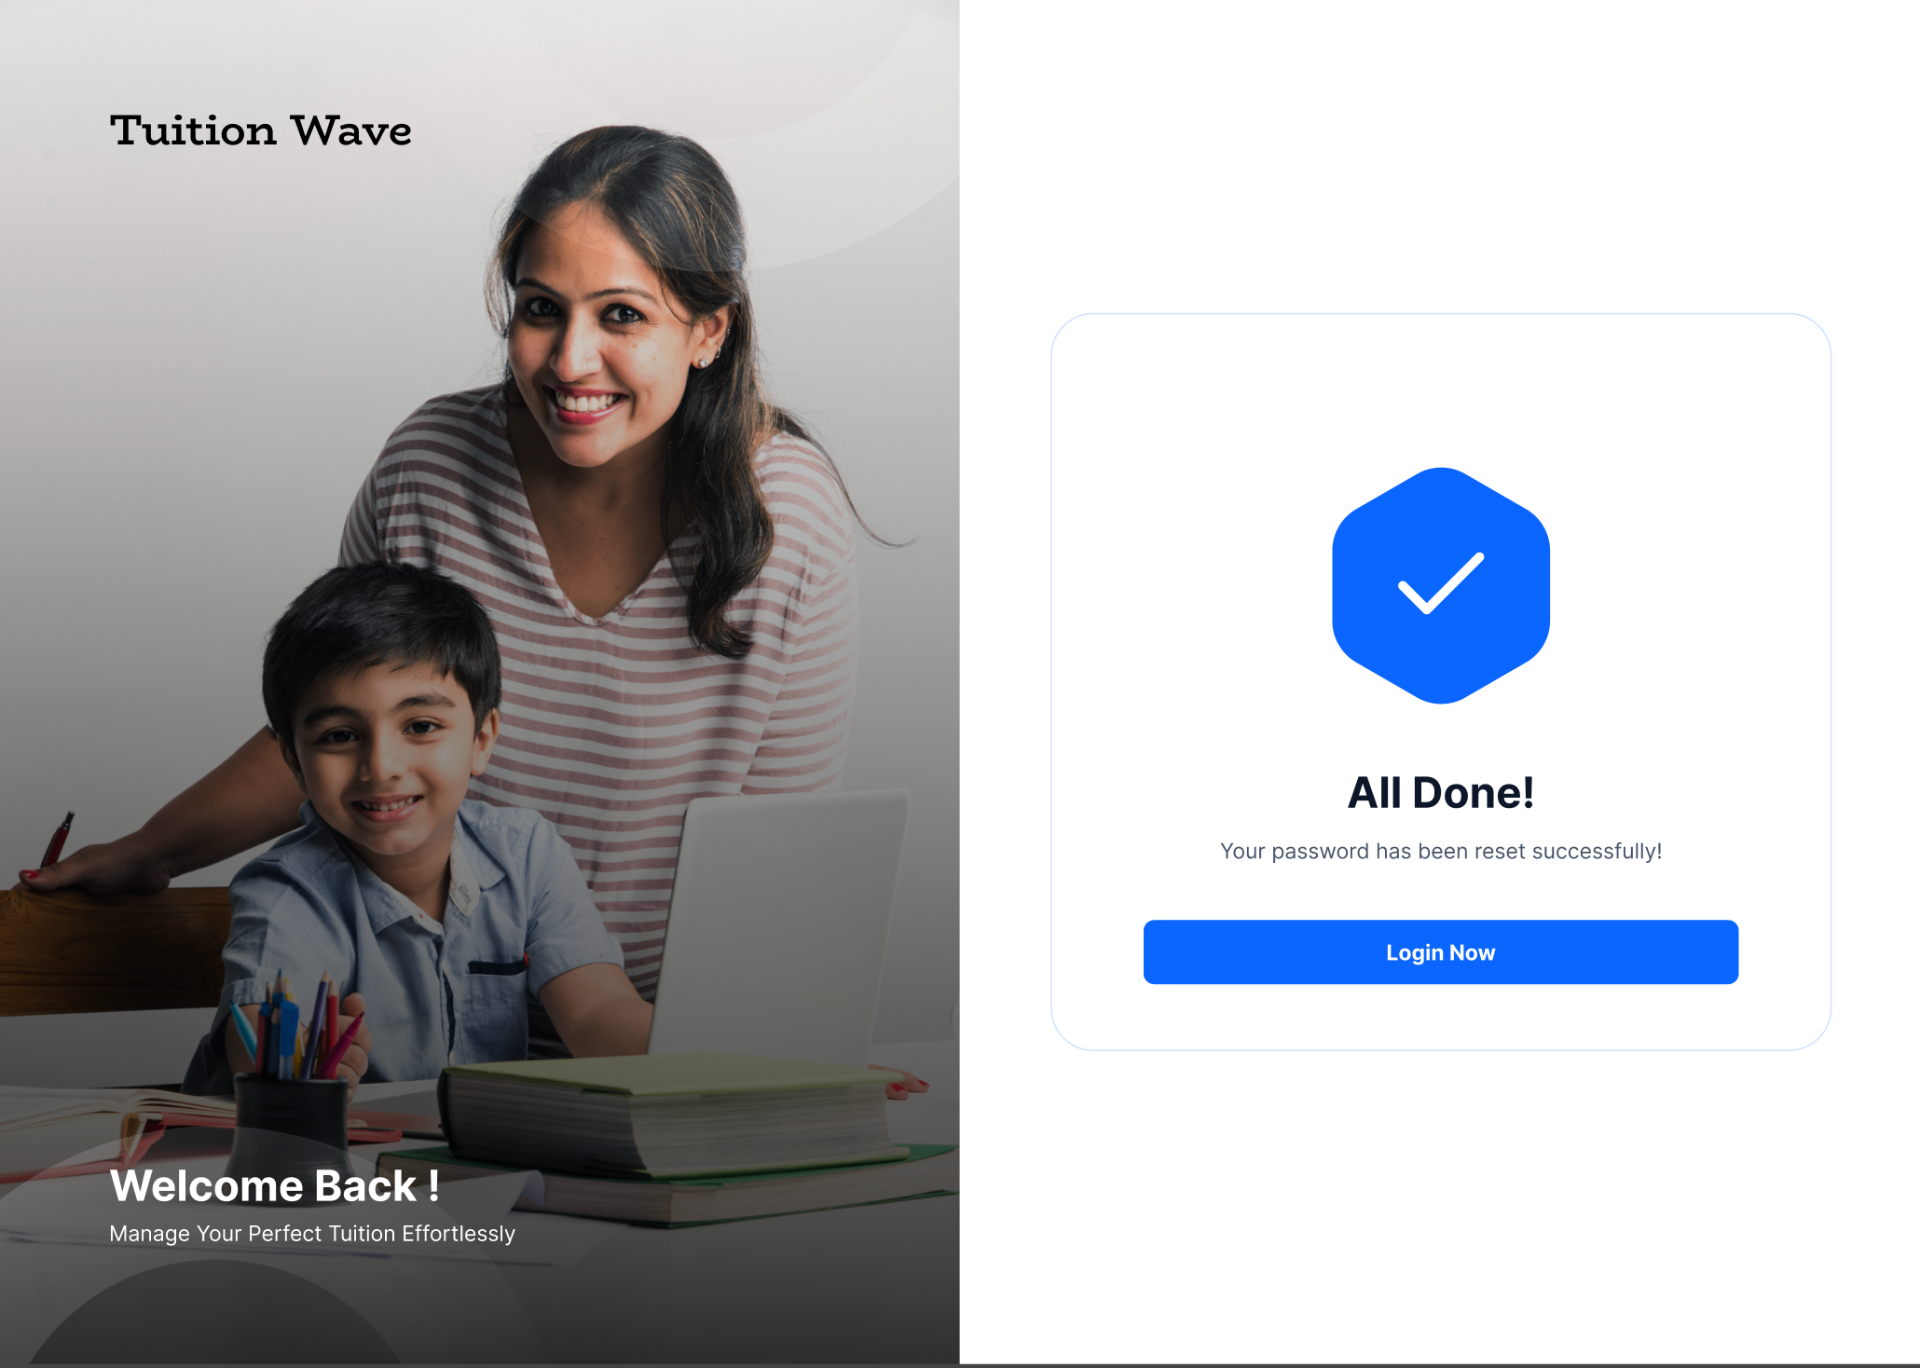 Tuition Wave
Welcome Back !
Manage Your Perfect Tuition Effortlessly
All Done!
Your password has been reset successfully!
Login Now